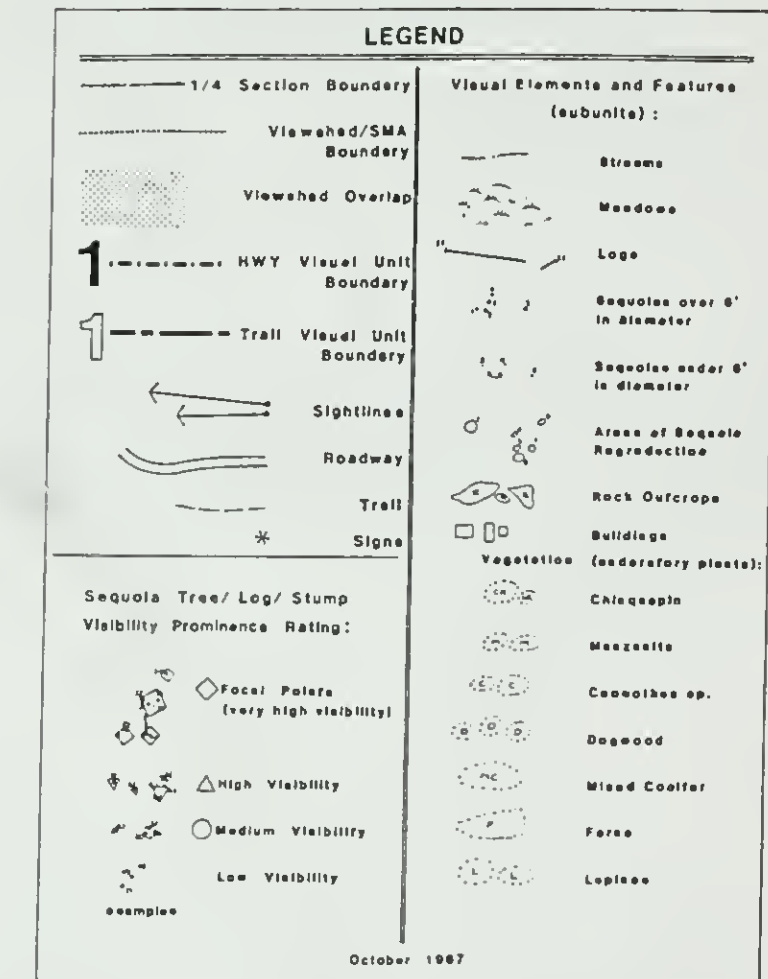 LEGEND
1/4 Section Boundary
Viewshed/SMA
Boundary
Viewshed Overlap
1 HWY Visual Unit
Boundary
1 Trail Visual Unit
Boundary
Sightlines
Roadway
Trail
* Signs
Sequoia Tree/ Log/ Stump
Visibility Prominence Rating:
Focal Points
(very high visibility)
High Visibility
Medium Visibility
Low Visibility
examples
Visual Elements and Features
(subunits) :
Streams
Meadows
Logs
Sequoias over 6'
in diameter
Sequoias under 6'
in diameter
Areas of Sequoia
Reproduction
Rock Outcrops
Buildings
Vegetation (understory plants):
Chinquapin
Manzanita
C C Ceanothus sp.
D D D Dogwood
MC Mixed Conifer
F Ferns
L L Lupines
October 1987